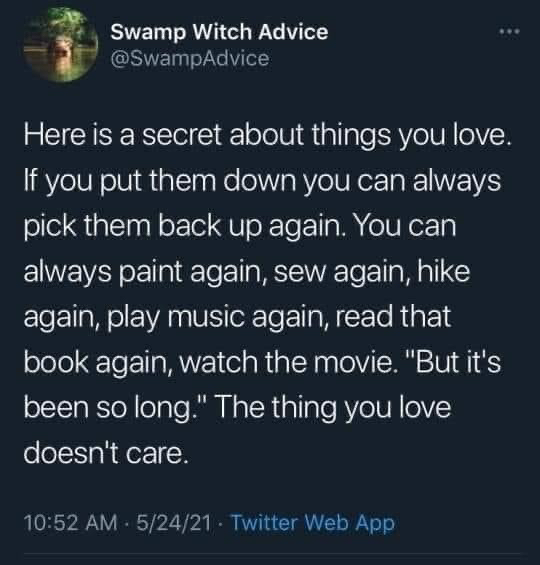 Swamp Witch Advice
@SwampAdvice
Here is a secret about things you love.
If you put them down you can always
pick them back up again. You can
always paint again, sew again, hike
again, play music again, read that
book again, watch the movie. "But it's
been so long." The thing you love
doesn't care.
10:52 AM · 5/24/21 · Twitter Web App